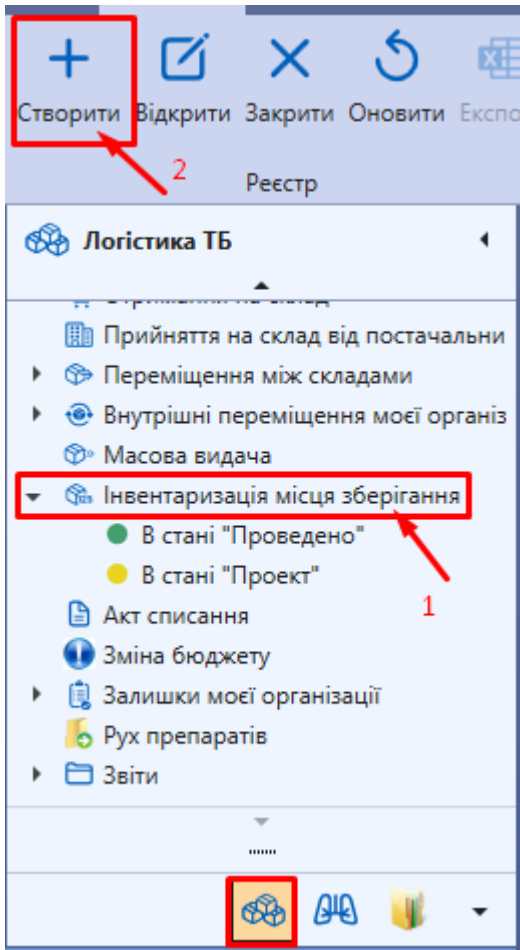 Створити Відкрити Закрити Оновити Експо
2
Реєстр
Логістика ТБ
Прийняття на склад від постачальни
Переміщення між складами
Внутрішні переміщення моєї організ
Масова видача
Інвентаризація місця зберігання
В стані "Проведено"
В стані "Проект"
1
Акт списання
Зміна бюджету
Залишки моєї організації
Рух препаратів
Звіти